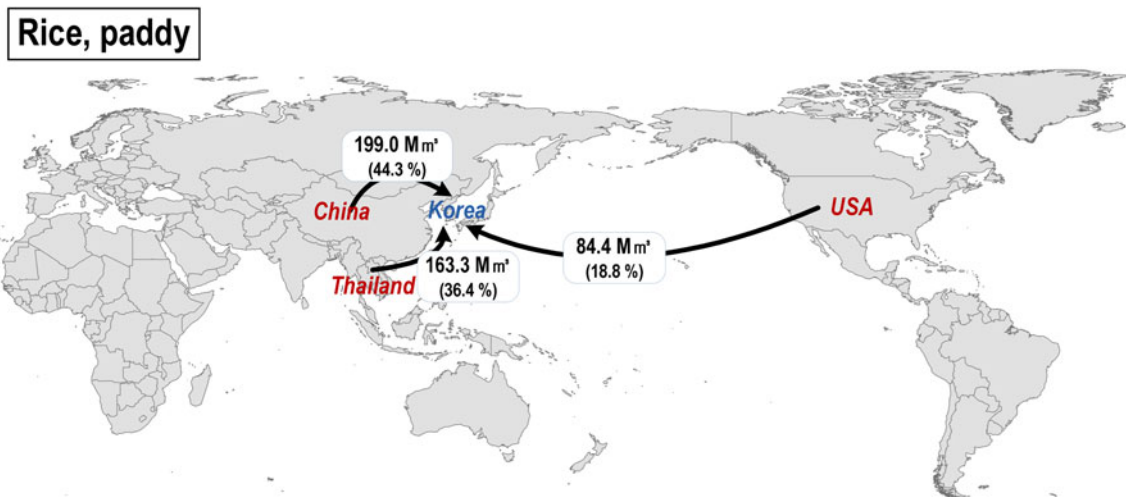 Rice, paddy
199.0 M㎥
(44.3 %)
China
Korea
USA
84.4 M㎥
(18.8 %)
163.3 M㎥
(36.4 %)
Thailand